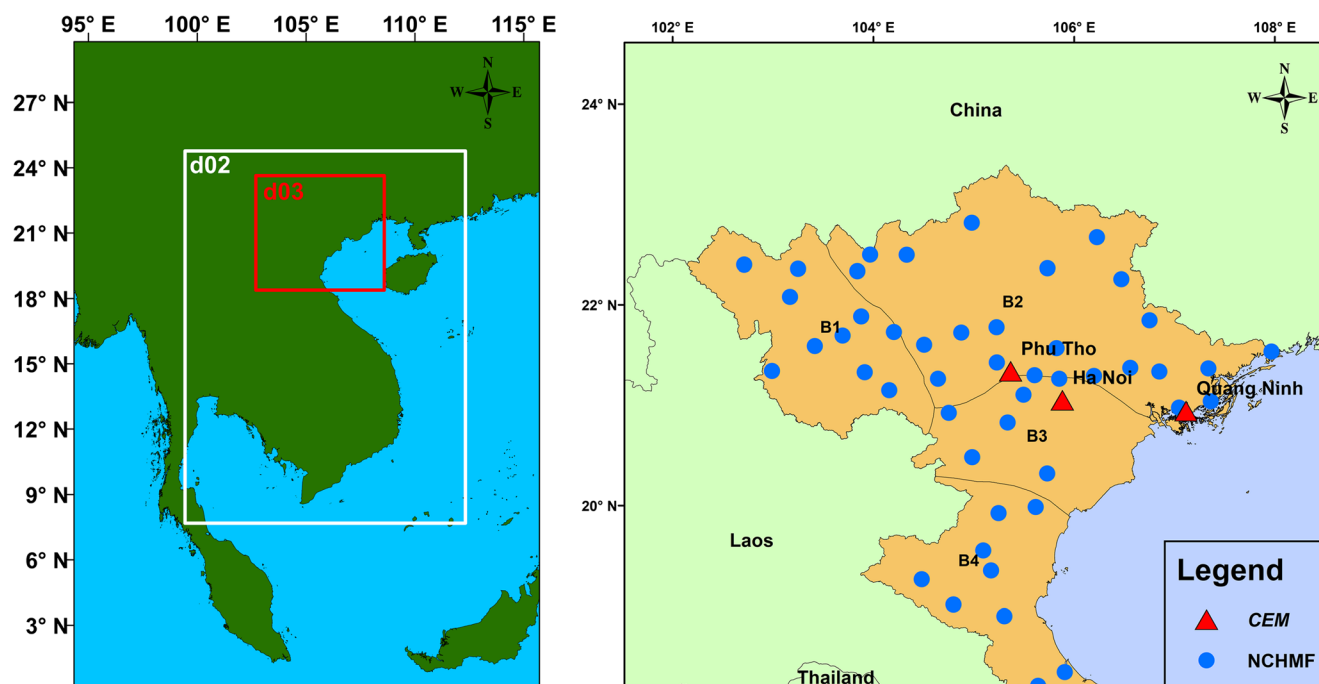 95° E
100° E
105° E
110° E
115° E
27° N
24° N
21° N
18° N
15° N
12° N
9° N
6° N
3° N
N
W
E
S
d02
d03
102° E
104° E
106° E
108° E
24° N
22° N
20° N
N
W
E
S
China
B2
B1
Phu Tho
Ha Noi
Quang Ninh
B3
Laos
B4
Thailand
Legend
CEM
NCHMF